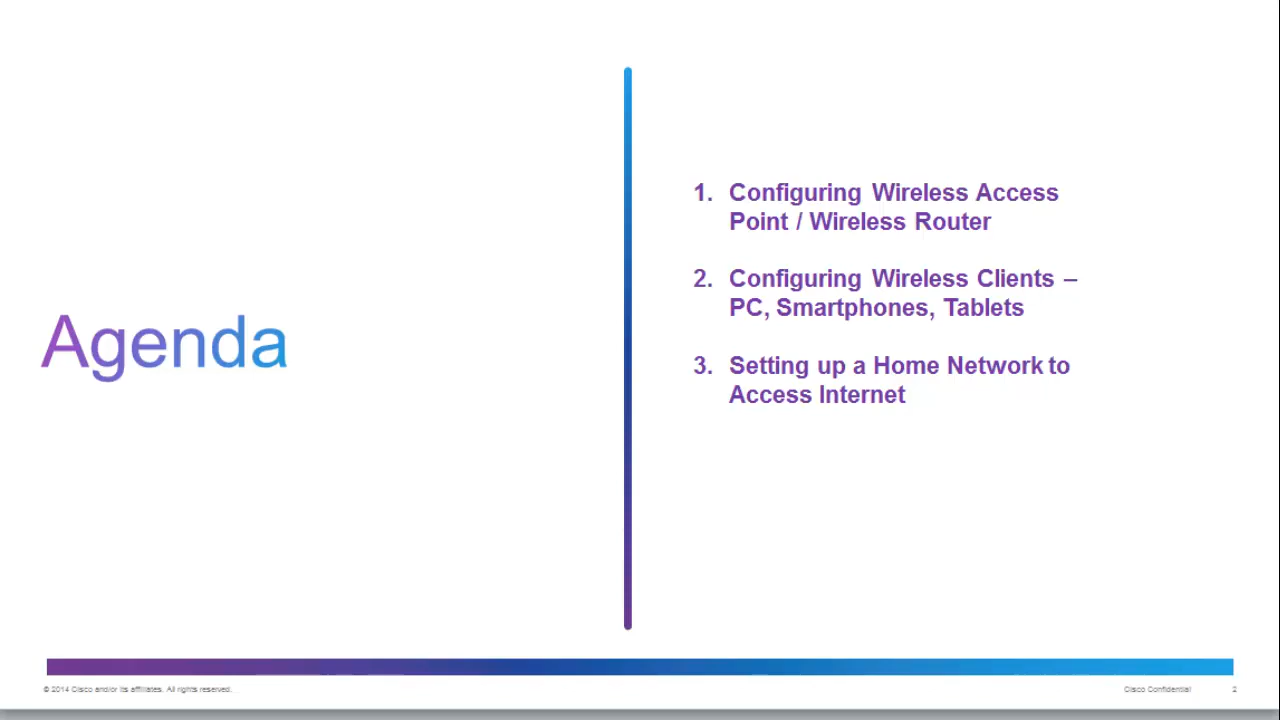 Agenda
1. Configuring Wireless Access
Point / Wireless Router
2. Configuring Wireless Clients –
PC, Smartphones, Tablets
3. Setting up a Home Network to
Access Internet
© 2014 Cisco and/or its affiliates. All rights reserved.
Cisco Confidential
2